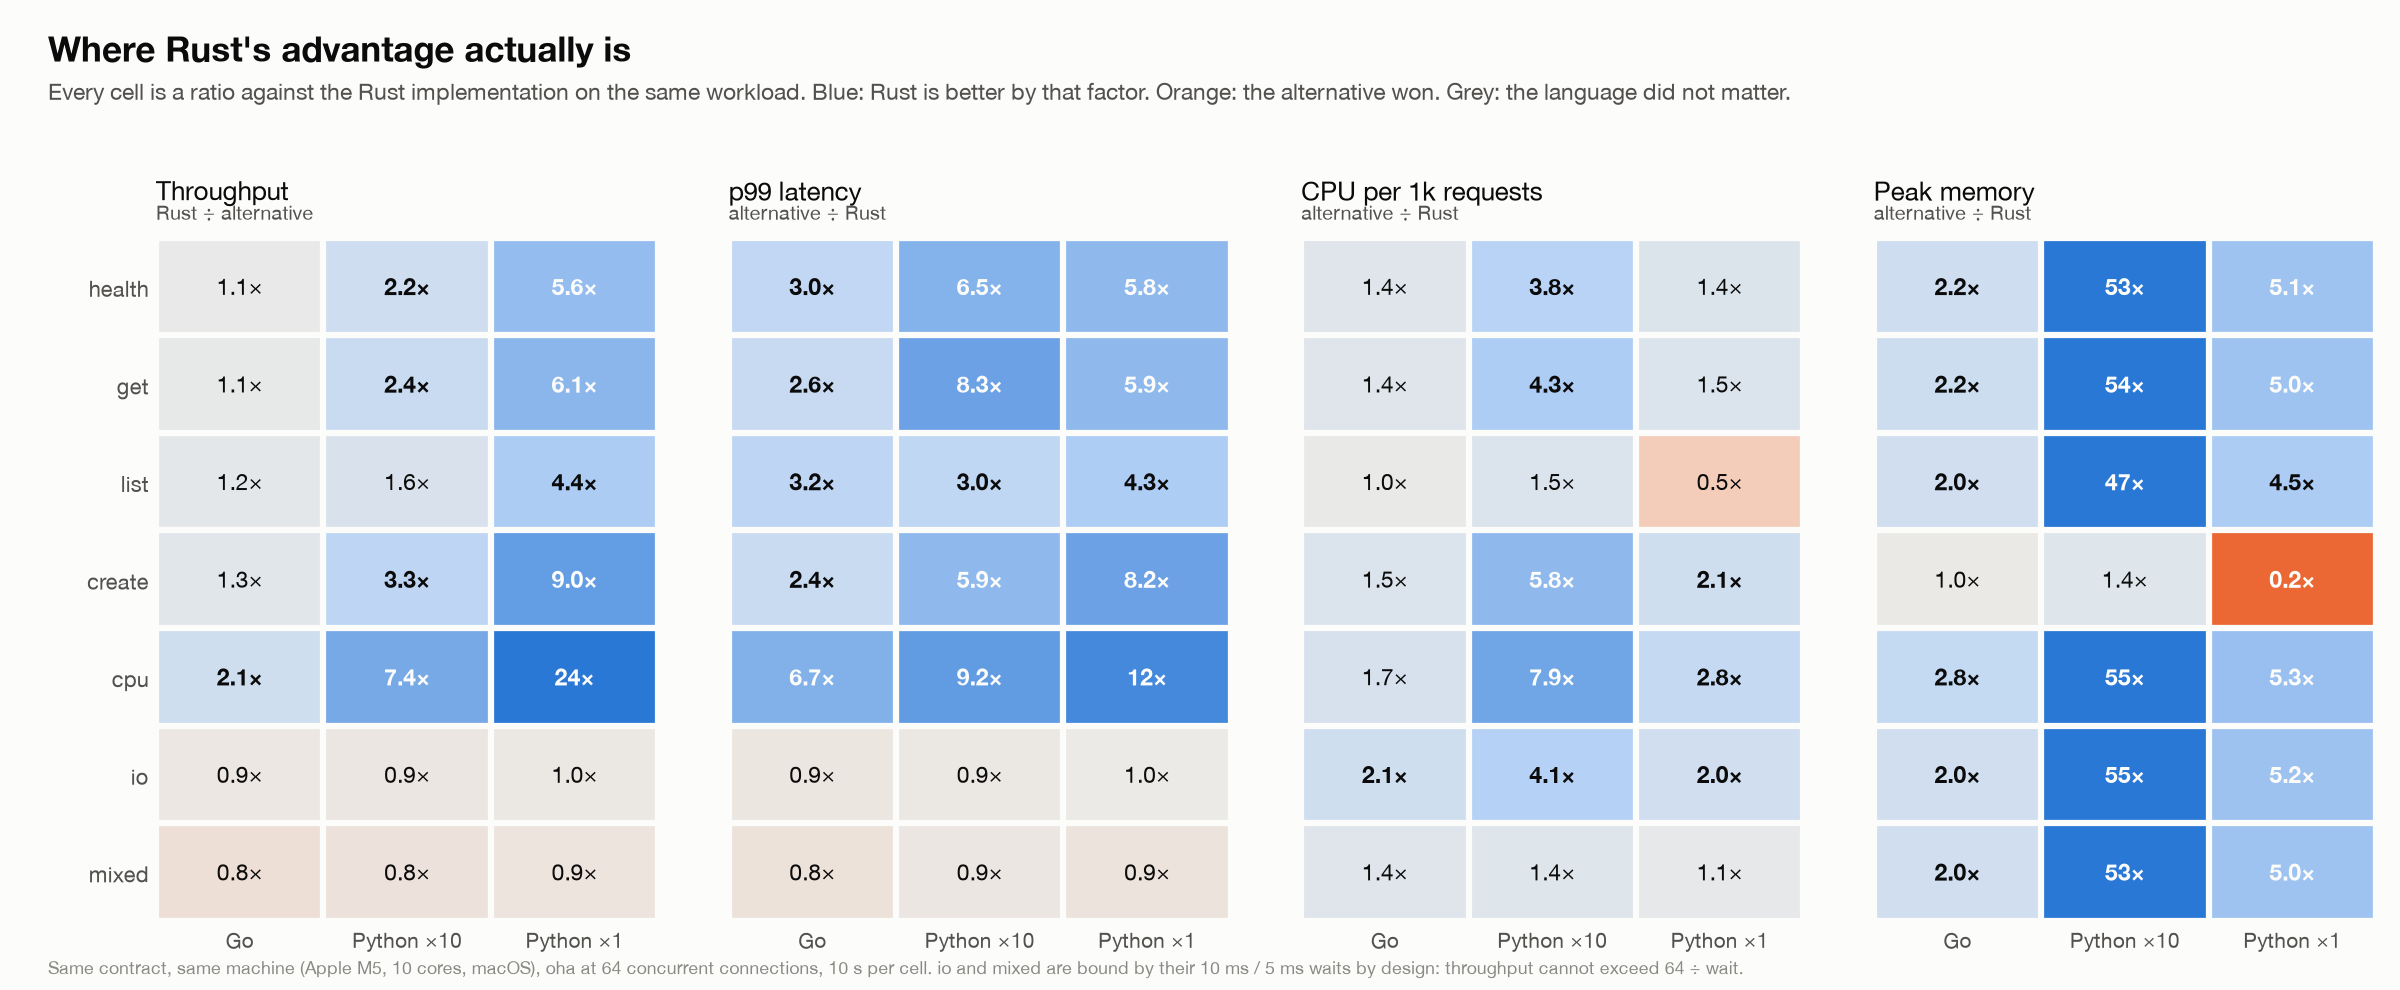 Where Rust's advantage actually is
Every cell is a ratio against the Rust implementation on the same workload. Blue: Rust is better by that factor. Orange: the alternative won. Grey: the language did not matter.
Throughput
Rust ÷ alternative
p99 latency
alternative ÷ Rust
CPU per 1k requests
alternative ÷ Rust
Peak memory
alternative ÷ Rust
health 1.1× 2.2× 5.6× 3.0× 6.5× 5.8× 1.4× 3.8× 1.4× 2.2× 53× 5.1×
get 1.1× 2.4× 6.1× 2.6× 8.3× 5.9× 1.4× 4.3× 1.5× 2.2× 54× 5.0×
list 1.2× 1.6× 4.4× 3.2× 3.0× 4.3× 1.0× 1.5× 0.5× 2.0× 47× 4.5×
create 1.3× 3.3× 9.0× 2.4× 5.9× 8.2× 1.5× 5.8× 2.1× 1.0× 1.4× 0.2×
cpu 2.1× 7.4× 24× 6.7× 9.2× 12× 1.7× 7.9× 2.8× 2.8× 55× 5.3×
io 0.9× 0.9× 1.0× 0.9× 0.9× 1.0× 2.1× 4.1× 2.0× 2.0× 55× 5.2×
mixed 0.8× 0.8× 0.9× 0.8× 0.9× 0.9× 1.4× 1.4× 1.1× 2.0× 53× 5.0×
Go Python ×10 Python ×1 Go Python ×10 Python ×1 Go Python ×10 Python ×1 Go Python ×10 Python ×1
Same contract, same machine (Apple M5, 10 cores, macOS), oha at 64 concurrent connections, 10 s per cell. io and mixed are bound by their 10 ms / 5 ms waits by design: throughput cannot exceed 64 ÷ wait.